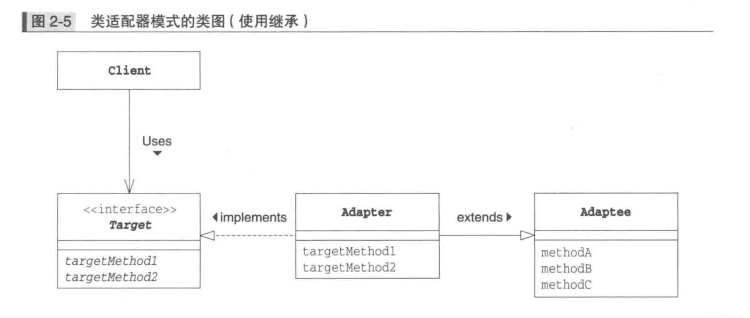 图 2-5 类适配器模式的类图（使用继承）
Client
Uses
<<interface>>
Target
targetMethod1
targetMethod2
implements
Adapter
targetMethod1
targetMethod2
extends
Adaptee
methodA
methodB
methodC